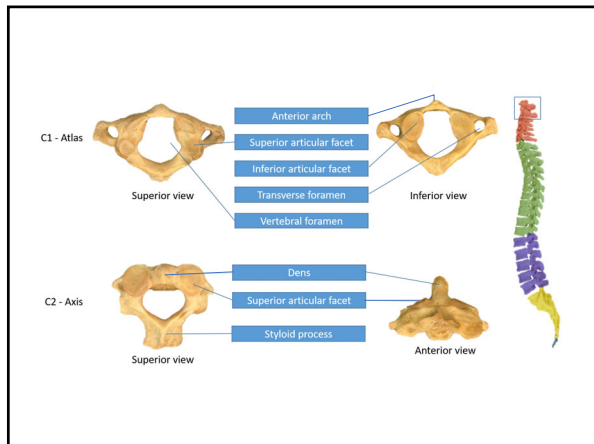 Anterior arch
C1 - Atlas
Superior articular facet
Inferior articular facet
Transverse foramen
Superior view
Inferior view
Vertebral foramen
Dens
C2 - Axis
Superior articular facet
Styloid process
Superior view
Anterior view